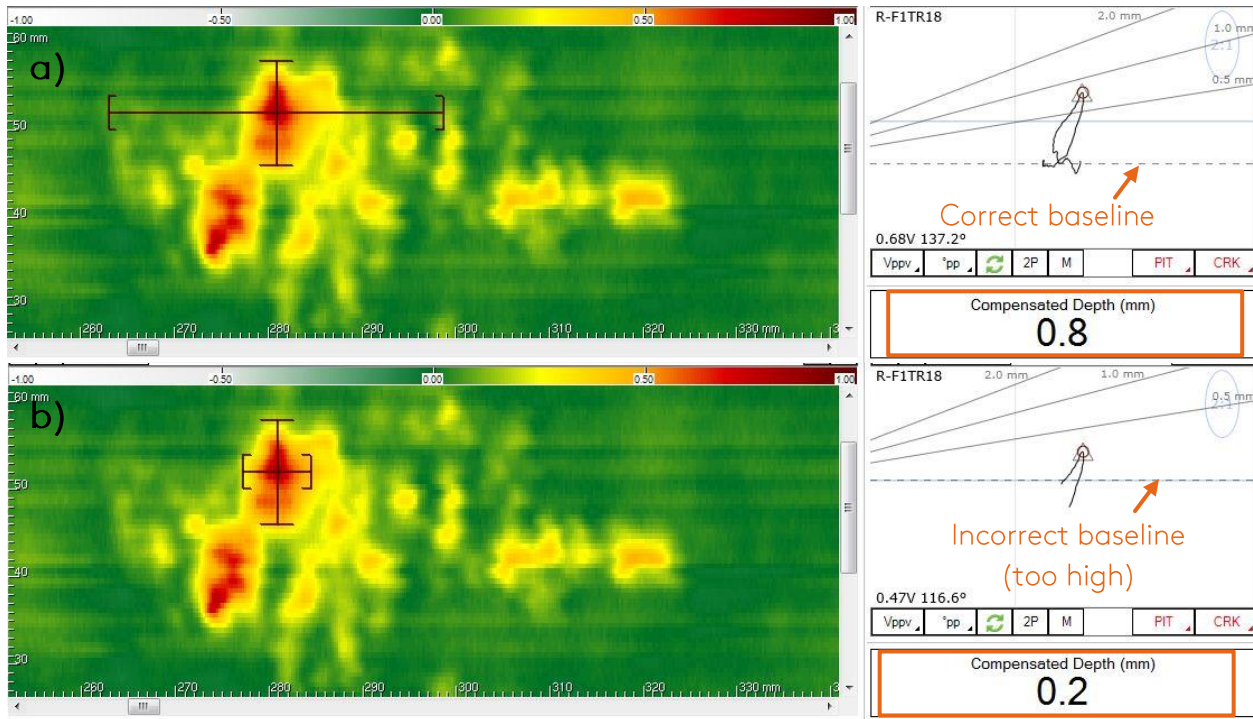 -1.00 -0.50 0.00 0.50 1.00
60 mm
a)
50
40
30
260 270 280 290 300 310 320 330 mm
R-F1TR18
2.0 mm
1.0 mm
2:1
0.5 mm
Correct baseline
0.68V 137.2°
Vppv °pp 2P M PIT CRK
Compensated Depth (mm)
0.8
-1.00 -0.50 0.00 0.50 1.00
60 mm
b)
50
40
30
260 270 280 290 300 310 320 330 mm
R-F1TR18
2.0 mm 1.0 mm
0.5 mm
2:1
Incorrect baseline
(too high)
0.47V 116.6°
Vppv °pp 2P M PIT CRK
Compensated Depth (mm)
0.2